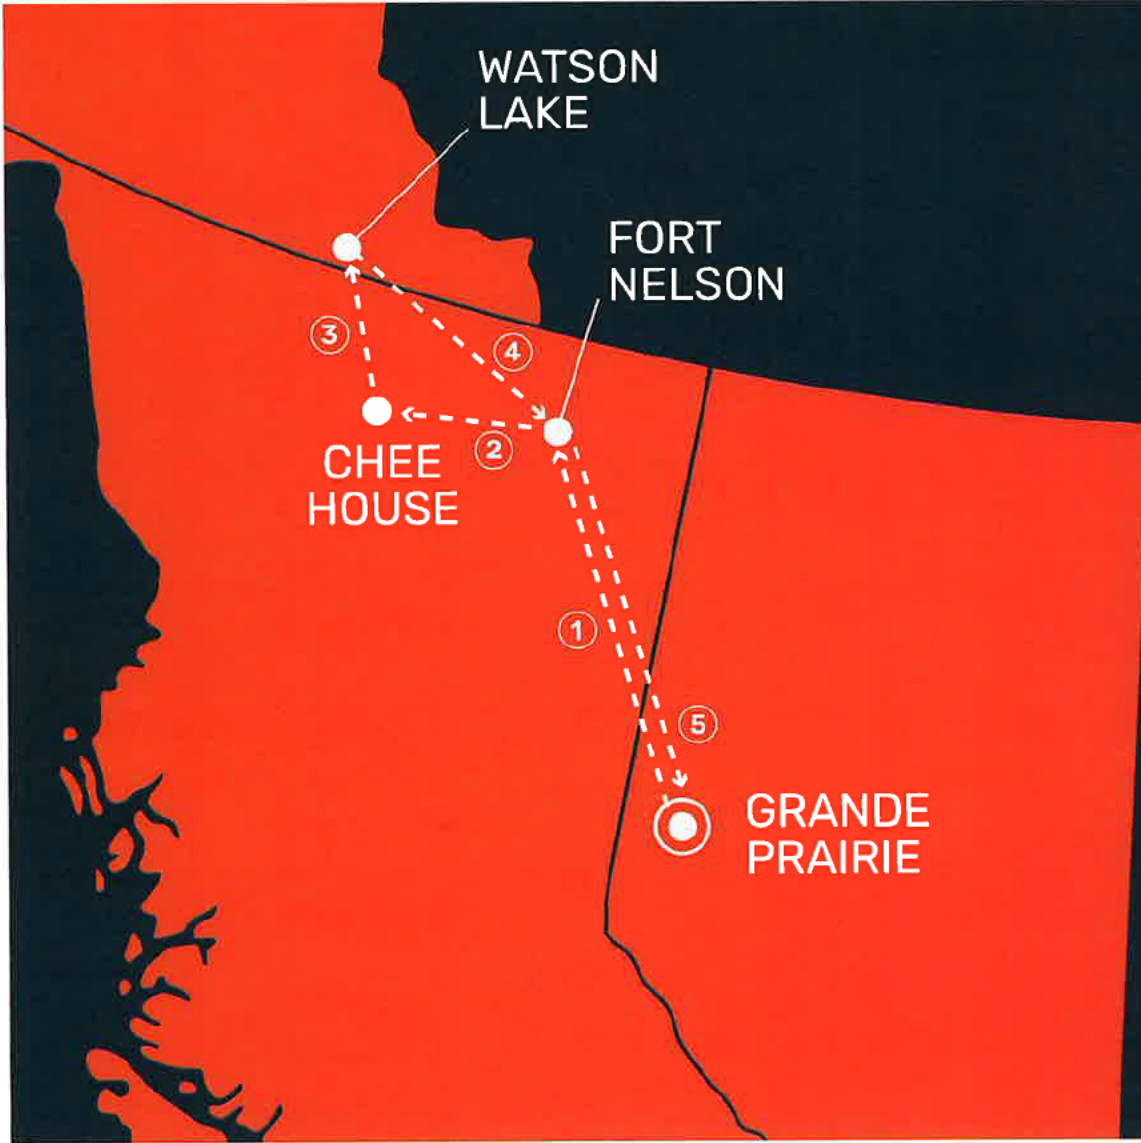 WATSON
LAKE
FORT
NELSON
3
4
2
CHEE
HOUSE
1
5
GRANDE
PRAIRIE